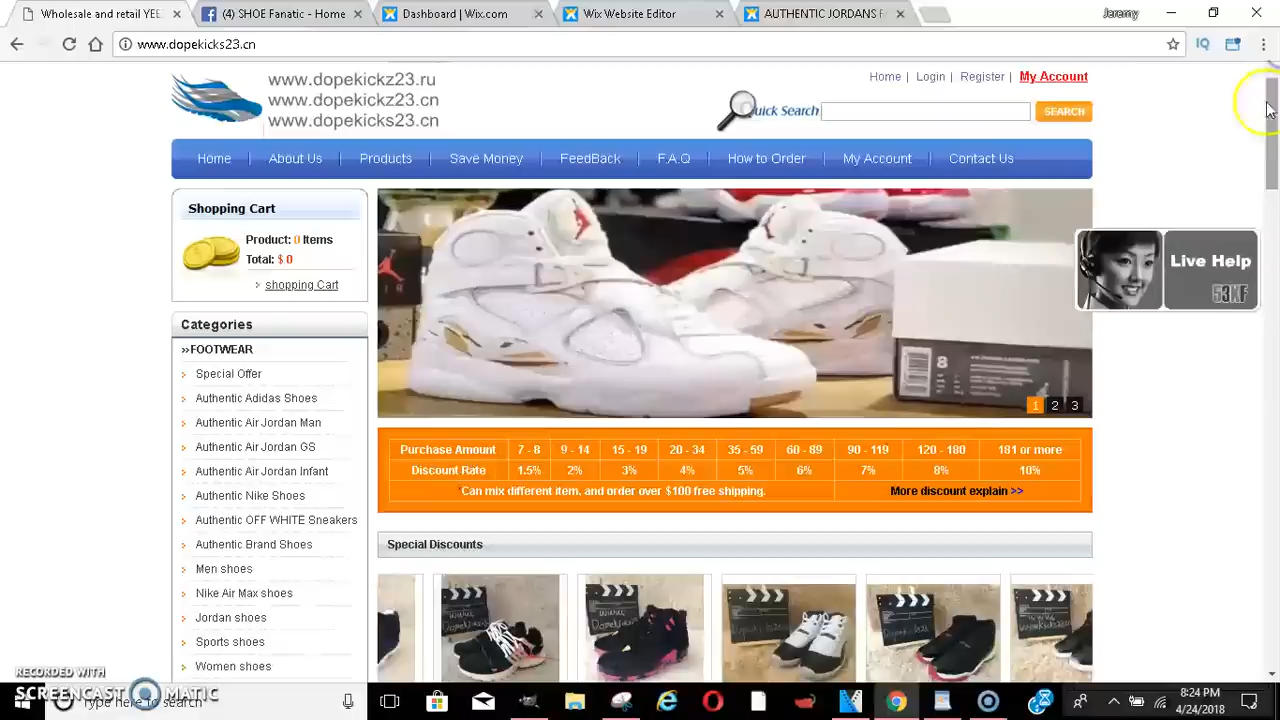 Wholesale and retail YEE
(4) SHOE Fanatic - Home
Dashboard | Wix.com
Wix Website Editor
AUTHENTIC JORDANS F
Jeremy
www.dopekicks23.cn
www.dopekickz23.ru
www.dopekickz23.cn
www.dopekicks23.cn
Home | Login | Register | My Account
Quick Search
SEARCH
Home
About Us
Products
Save Money
FeedBack
F.A.Q
How to Order
My Account
Contact Us
Shopping Cart
Product: 0 Items
Total: $ 0
shopping Cart
Live Help
53KF
8
1 2 3
Categories
»FOOTWEAR
Special Offer
Authentic Adidas Shoes
Authentic Air Jordan Man
Authentic Air Jordan GS
Authentic Air Jordan Infant
Authentic Nike Shoes
Authentic OFF WHITE Sneakers
Authentic Brand Shoes
Men shoes
Nike Air Max shoes
Jordan shoes
Sports shoes
Women shoes
Purchase Amount 7 - 8 9 - 14 15 - 19 20 - 34 35 - 59 60 - 89 90 - 119 120 - 180 181 or more
Discount Rate 1.5% 2% 3% 4% 5% 6% 7% 8% 10%
*Can mix different item, and order over $100 free shipping.
More discount explain >>
Special Discounts
RECORDED WITH
SCREENCAST MATIC
Type here to search
8:24 PM
4/24/2018